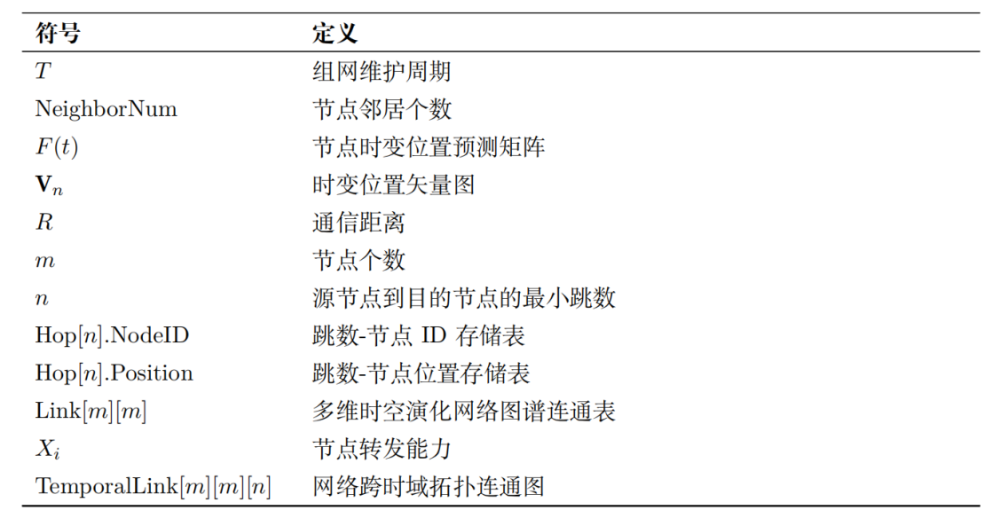 符号 定义
T 组网维护周期
NeighborNum 节点邻居个数
F(t) 节点时变位置预测矩阵
Vn 时变位置矢量图
R 通信距离
m 节点个数
n 源节点到目的节点的最小跳数
Hop[n].NodeID 跳数-节点 ID 存储表
Hop[n].Position 跳数-节点位置存储表
Link[m][m] 多维时空演化网络图谱连通表
Xi 节点转发能力
TemporalLink[m][m][n] 网络跨时域拓扑连通图